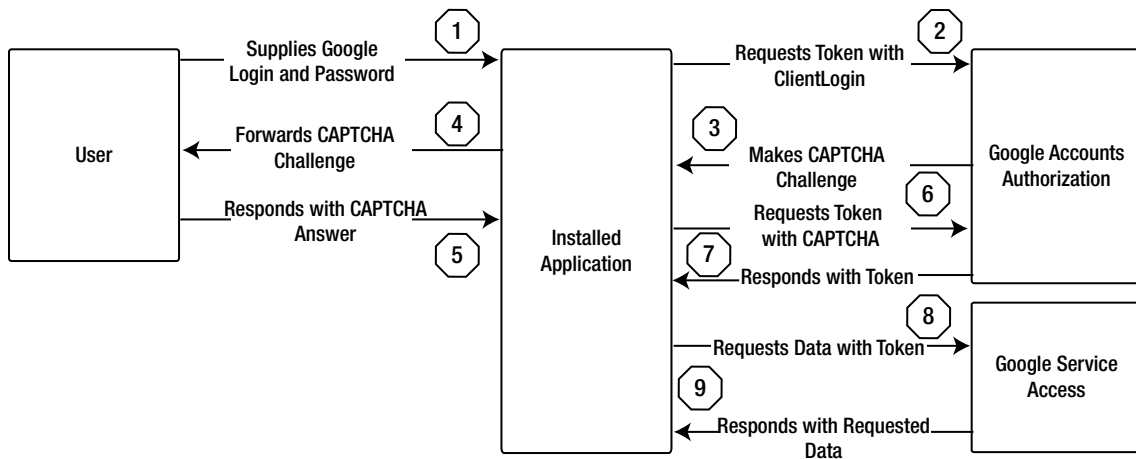 1
Supplies Google
Login and Password
2
Requests Token with
ClientLogin
3
Makes CAPTCHA
Challenge
4
Forwards CAPTCHA
Challenge
User
Google Accounts
Authorization
Responds with CAPTCHA
Answer
5
6
Requests Token
with CAPTCHA
Installed
Application
7
Responds with Token
8
Requests Data with Token
Google Service
Access
9
Responds with Requested
Data